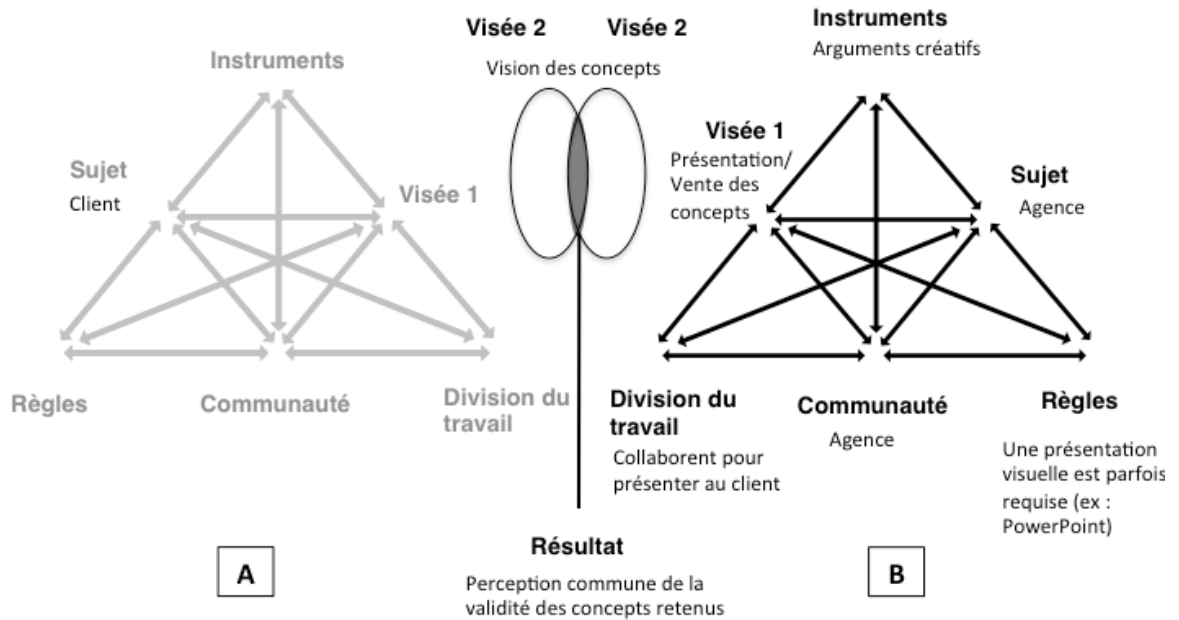 Visée 2
Visée 2
Vision des concepts
Instruments
Sujet
Client
Visée 1
Règles
Communauté
Division du
travail
A
Instruments
Arguments créatifs
Visée 1
Présentation/
Vente des
concepts
Sujet
Agence
Division du
travail
Collaborent pour
présenter au client
Communauté
Agence
Règles
Une présentation
visuelle est parfois
requise (ex :
PowerPoint)
B
Résultat
Perception commune de la
validité des concepts retenus